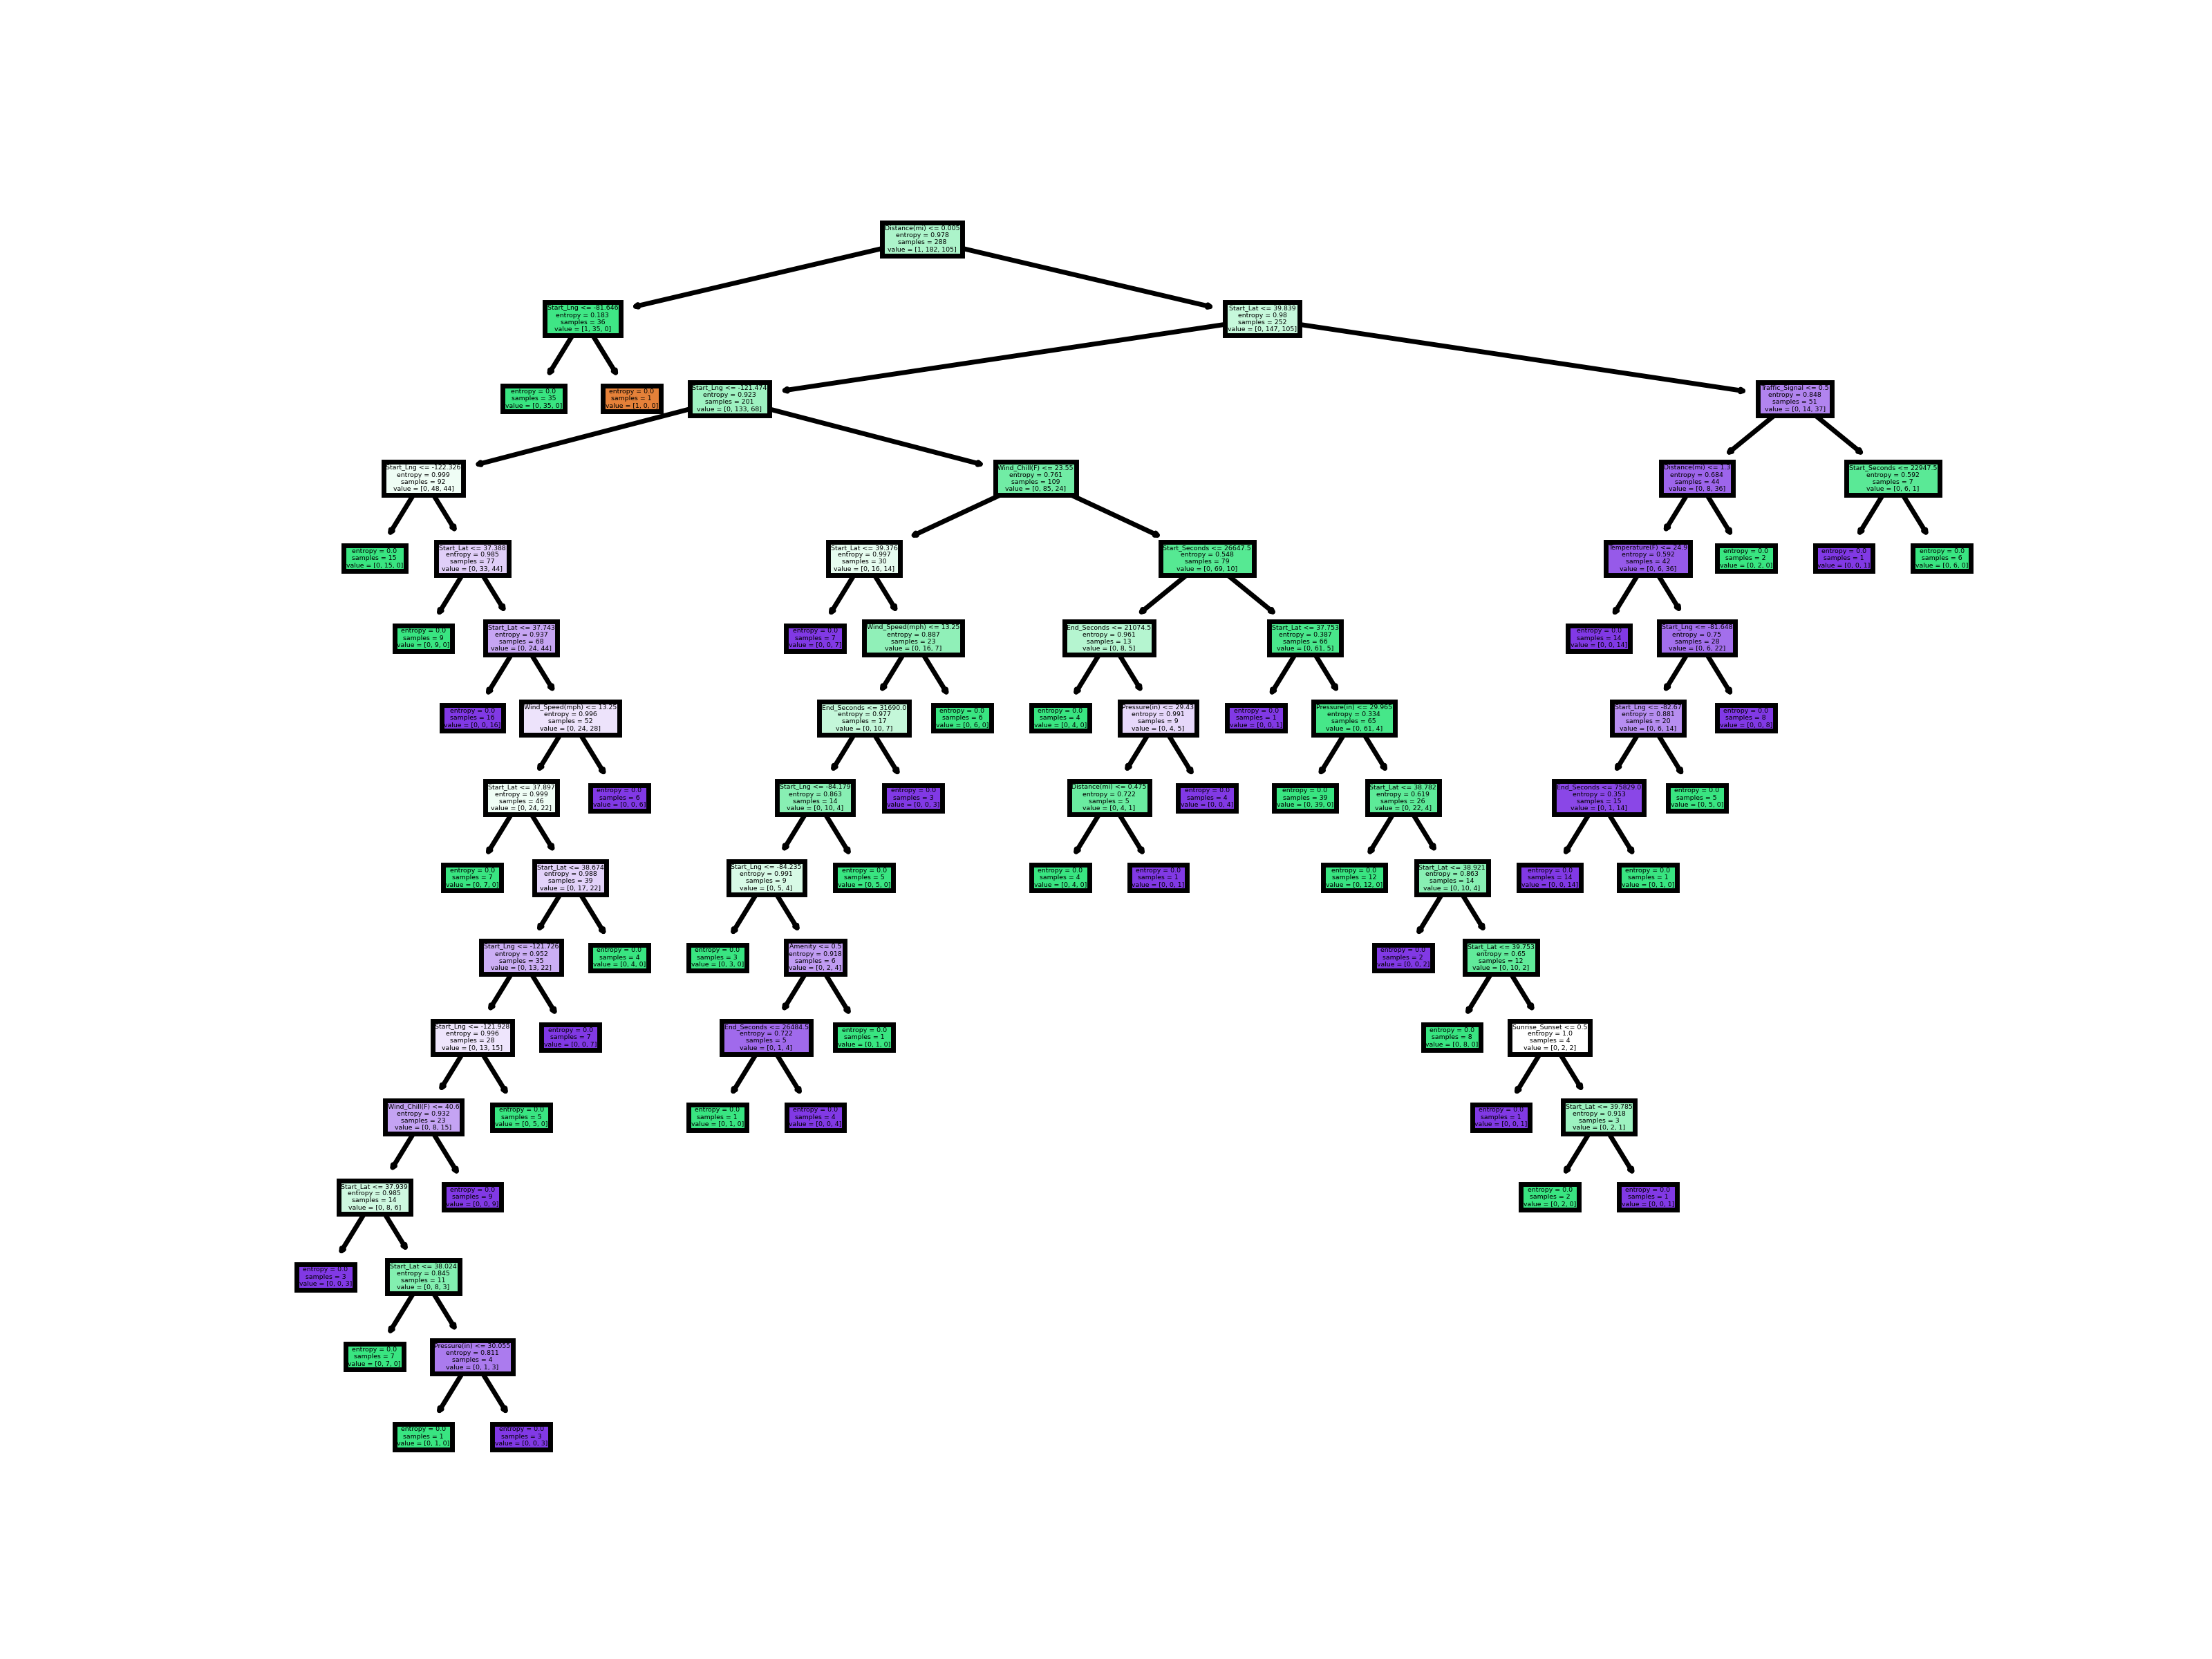 Distance(mi) <= 0.005
entropy = 0.978
samples = 288
value = [1, 182, 105]
Start_Lng <= -81.646
entropy = 0.183
samples = 36
value = [1, 35, 0]
Start_Lat <= 39.839
entropy = 0.98
samples = 252
value = [0, 147, 105]
entropy = 0.0
samples = 35
value = [0, 35, 0]
entropy = 0.0
samples = 1
value = [1, 0, 0]
Start_Lng <= -121.474
entropy = 0.923
samples = 201
value = [0, 133, 68]
Traffic_Signal <= 0.5
entropy = 0.848
samples = 51
value = [0, 14, 37]
Start_Lng <= -122.326
entropy = 0.999
samples = 92
value = [0, 48, 44]
Wind_Chill(F) <= 23.55
entropy = 0.761
samples = 109
value = [0, 85, 24]
Distance(mi) <= 1.3
entropy = 0.684
samples = 44
value = [0, 8, 36]
Start_Seconds <= 22947.5
entropy = 0.592
samples = 7
value = [0, 6, 1]
entropy = 0.0
samples = 15
value = [0, 15, 0]
Start_Lat <= 37.388
entropy = 0.985
samples = 77
value = [0, 33, 44]
Start_Lat <= 39.376
entropy = 0.997
samples = 30
value = [0, 16, 14]
Start_Seconds <= 26647.5
entropy = 0.548
samples = 79
value = [0, 69, 10]
Temperature(F) <= 24.9
entropy = 0.592
samples = 42
value = [0, 6, 36]
entropy = 0.0
samples = 2
value = [0, 2, 0]
entropy = 0.0
samples = 1
value = [0, 0, 1]
entropy = 0.0
samples = 6
value = [0, 6, 0]
entropy = 0.0
samples = 9
value = [0, 9, 0]
Start_Lat <= 37.743
entropy = 0.937
samples = 68
value = [0, 24, 44]
entropy = 0.0
samples = 7
value = [0, 0, 7]
Wind_Speed(mph) <= 13.25
entropy = 0.887
samples = 23
value = [0, 16, 7]
End_Seconds <= 21074.5
entropy = 0.961
samples = 13
value = [0, 8, 5]
Start_Lat <= 37.753
entropy = 0.387
samples = 66
value = [0, 61, 5]
entropy = 0.0
samples = 14
value = [0, 0, 14]
Start_Lng <= -81.648
entropy = 0.75
samples = 28
value = [0, 6, 22]
entropy = 0.0
samples = 16
value = [0, 0, 16]
Wind_Speed(mph) <= 13.25
entropy = 0.996
samples = 52
value = [0, 24, 28]
End_Seconds <= 31690.0
entropy = 0.977
samples = 17
value = [0, 10, 7]
entropy = 0.0
samples = 6
value = [0, 6, 0]
entropy = 0.0
samples = 4
value = [0, 4, 0]
Pressure(in) <= 29.43
entropy = 0.991
samples = 9
value = [0, 4, 5]
entropy = 0.0
samples = 1
value = [0, 0, 1]
Pressure(in) <= 29.965
entropy = 0.334
samples = 65
value = [0, 61, 4]
Start_Lng <= -82.67
entropy = 0.881
samples = 20
value = [0, 6, 14]
entropy = 0.0
samples = 8
value = [0, 0, 8]
Start_Lat <= 37.897
entropy = 0.999
samples = 46
value = [0, 24, 22]
entropy = 0.0
samples = 6
value = [0, 0, 6]
Start_Lng <= -84.179
entropy = 0.863
samples = 14
value = [0, 10, 4]
entropy = 0.0
samples = 3
value = [0, 0, 3]
Distance(mi) <= 0.475
entropy = 0.722
samples = 5
value = [0, 4, 1]
entropy = 0.0
samples = 4
value = [0, 0, 4]
entropy = 0.0
samples = 39
value = [0, 39, 0]
Start_Lat <= 38.782
entropy = 0.619
samples = 26
value = [0, 22, 4]
End_Seconds <= 75829.0
entropy = 0.353
samples = 15
value = [0, 1, 14]
entropy = 0.0
samples = 5
value = [0, 5, 0]
entropy = 0.0
samples = 7
value = [0, 7, 0]
Start_Lat <= 38.674
entropy = 0.988
samples = 39
value = [0, 17, 22]
Start_Lng <= -84.235
entropy = 0.991
samples = 9
value = [0, 5, 4]
entropy = 0.0
samples = 5
value = [0, 5, 0]
entropy = 0.0
samples = 4
value = [0, 4, 0]
entropy = 0.0
samples = 1
value = [0, 0, 1]
entropy = 0.0
samples = 12
value = [0, 12, 0]
Start_Lat <= 38.921
entropy = 0.863
samples = 14
value = [0, 10, 4]
entropy = 0.0
samples = 14
value = [0, 0, 14]
entropy = 0.0
samples = 1
value = [0, 1, 0]
Start_Lng <= -121.726
entropy = 0.952
samples = 35
value = [0, 13, 22]
entropy = 0.0
samples = 4
value = [0, 4, 0]
entropy = 0.0
samples = 3
value = [0, 3, 0]
Amenity <= 0.5
entropy = 0.918
samples = 6
value = [0, 2, 4]
entropy = 0.0
samples = 2
value = [0, 0, 2]
Start_Lat <= 39.753
entropy = 0.65
samples = 12
value = [0, 10, 2]
Start_Lng <= -121.928
entropy = 0.996
samples = 28
value = [0, 13, 15]
entropy = 0.0
samples = 7
value = [0, 0, 7]
End_Seconds <= 26484.5
entropy = 0.722
samples = 5
value = [0, 1, 4]
entropy = 0.0
samples = 1
value = [0, 1, 0]
entropy = 0.0
samples = 8
value = [0, 8, 0]
Sunrise_Sunset <= 0.5
entropy = 1.0
samples = 4
value = [0, 2, 2]
Wind_Chill(F) <= 40.6
entropy = 0.932
samples = 23
value = [0, 8, 15]
entropy = 0.0
samples = 5
value = [0, 5, 0]
entropy = 0.0
samples = 1
value = [0, 1, 0]
entropy = 0.0
samples = 4
value = [0, 0, 4]
entropy = 0.0
samples = 1
value = [0, 0, 1]
Start_Lat <= 39.785
entropy = 0.918
samples = 3
value = [0, 2, 1]
Start_Lat <= 37.939
entropy = 0.985
samples = 14
value = [0, 8, 6]
entropy = 0.0
samples = 9
value = [0, 0, 9]
entropy = 0.0
samples = 2
value = [0, 2, 0]
entropy = 0.0
samples = 1
value = [0, 0, 1]
entropy = 0.0
samples = 3
value = [0, 0, 3]
Start_Lat <= 38.024
entropy = 0.845
samples = 11
value = [0, 8, 3]
entropy = 0.0
samples = 7
value = [0, 7, 0]
Pressure(in) <= 30.055
entropy = 0.811
samples = 4
value = [0, 1, 3]
entropy = 0.0
samples = 1
value = [0, 1, 0]
entropy = 0.0
samples = 3
value = [0, 0, 3]